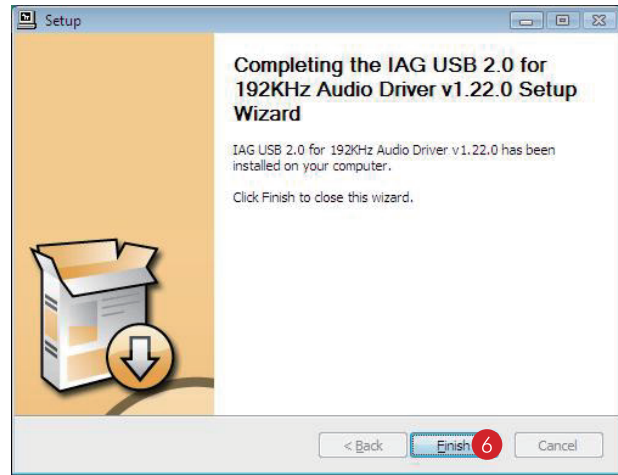 Setup
Completing the IAG USB 2.0 for
192KHz Audio Driver v1.22.0 Setup
Wizard
IAG USB 2.0 for 192KHz Audio Driver v1.22.0 has been
installed on your computer.
Click Finish to close this wizard.
< Back
Finish
6
Cancel